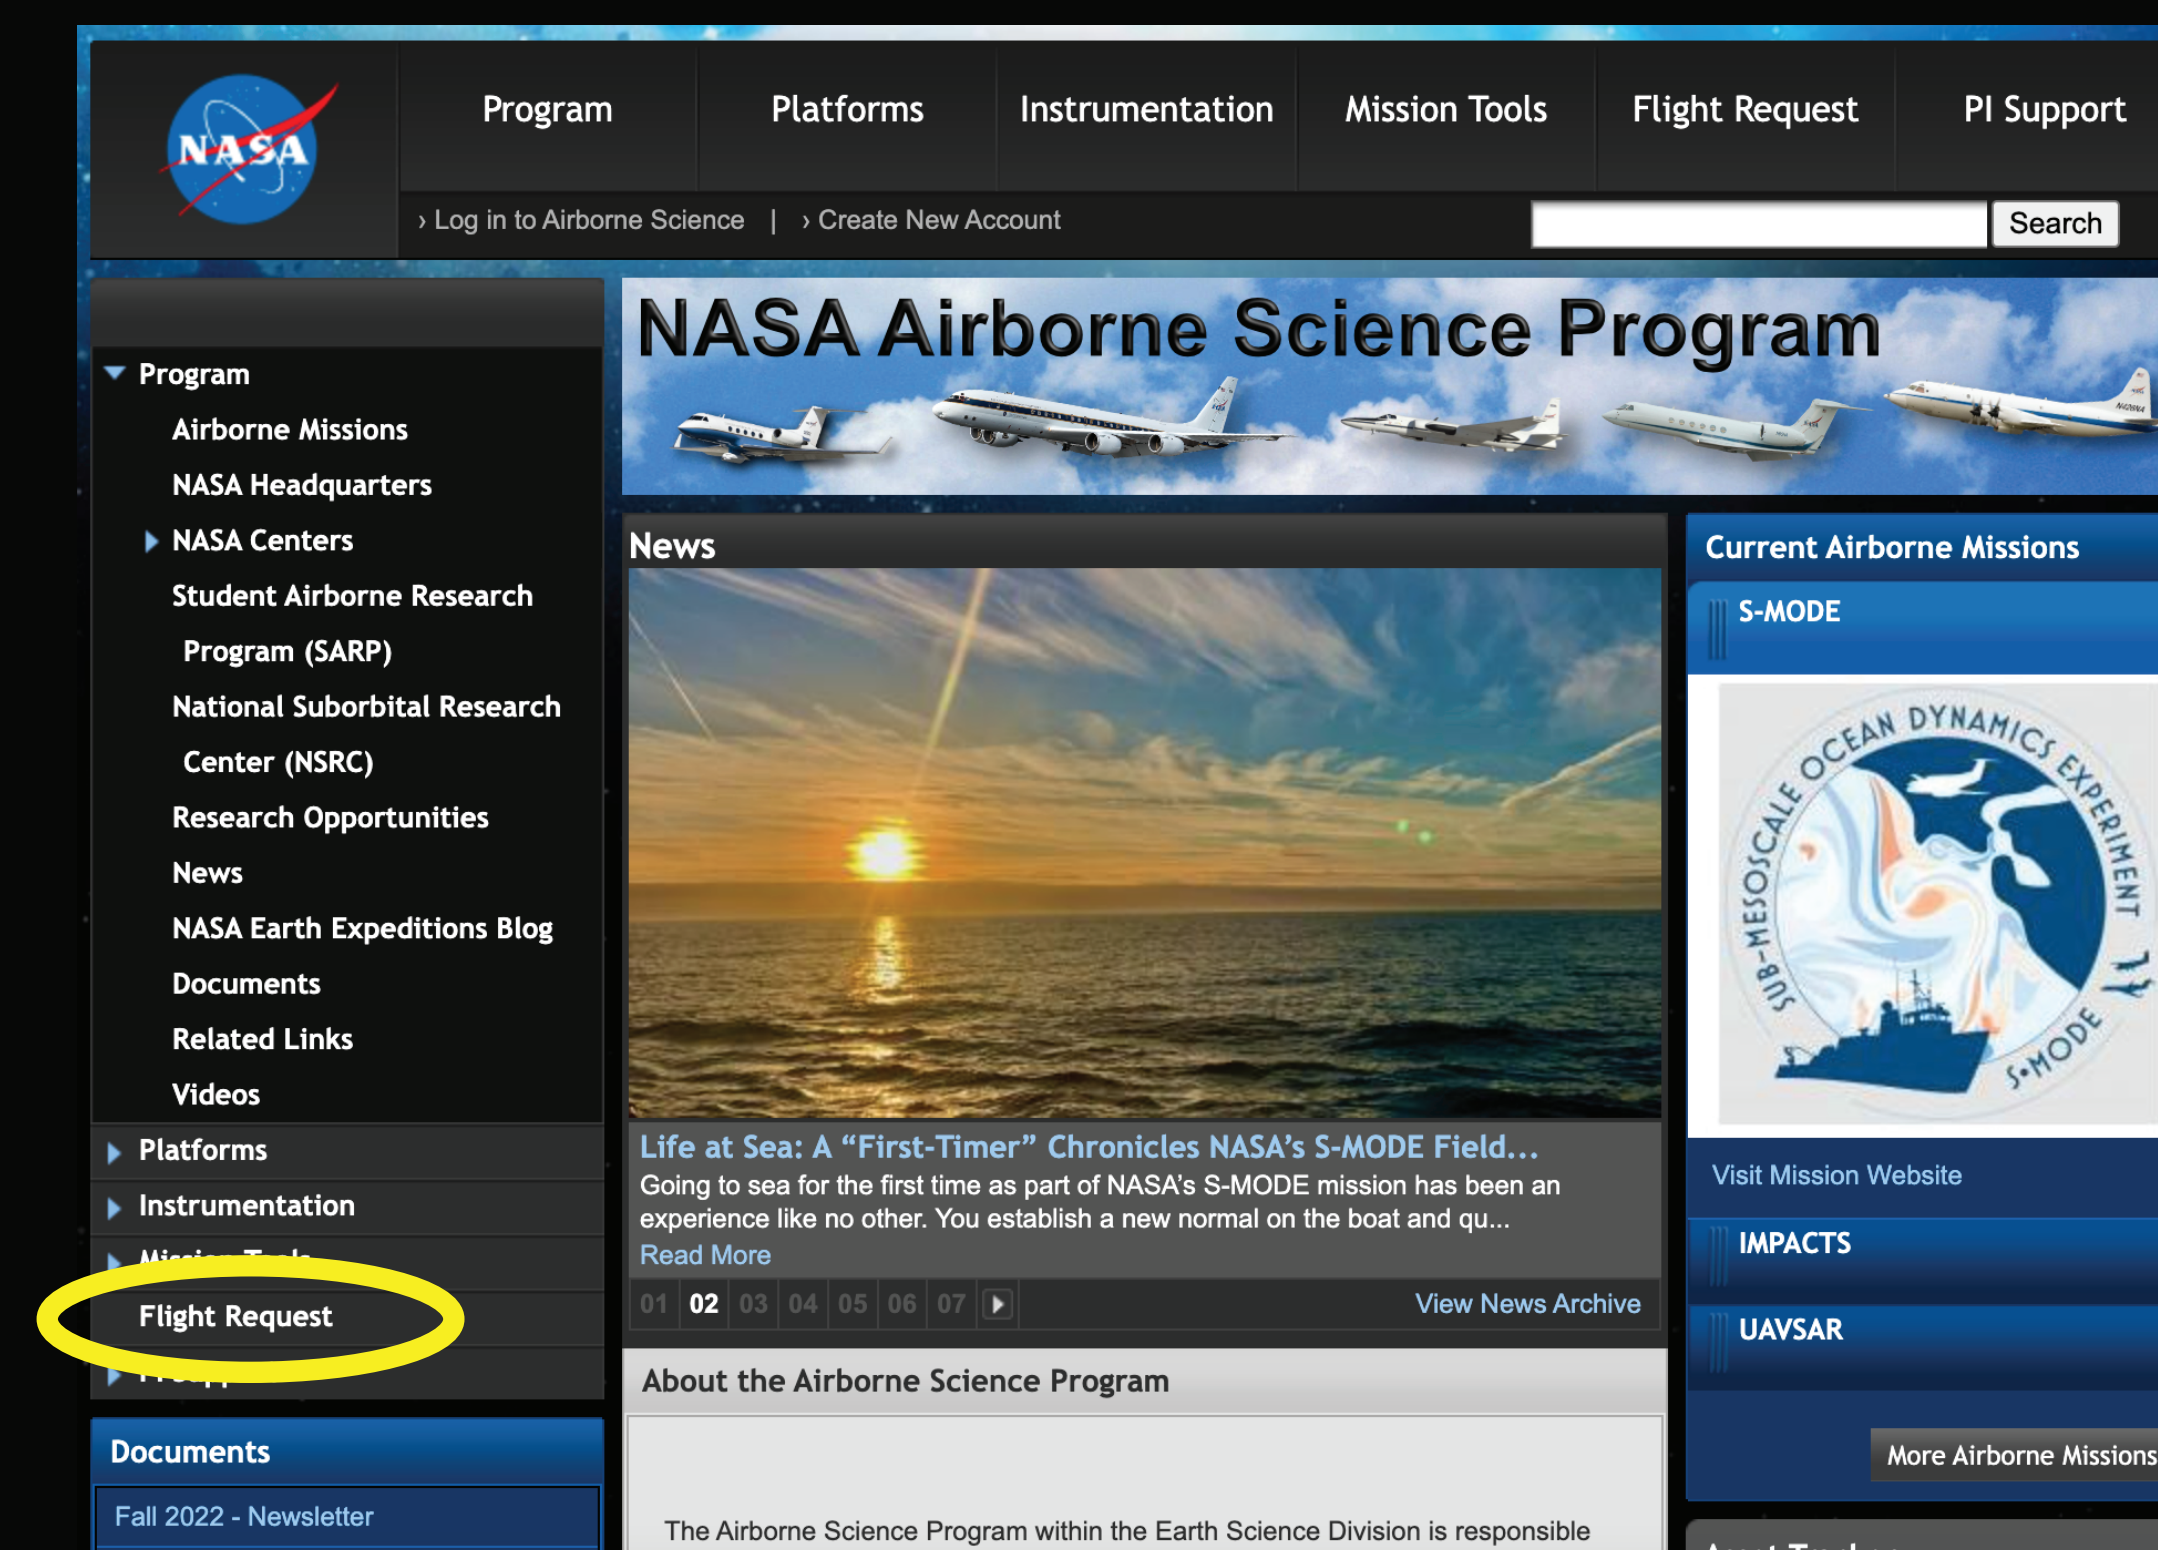 NASA
Program
Platforms
Instrumentation
Mission Tools
Flight Request
PI Support
› Log in to Airborne Science | › Create New Account
Search
NASA Airborne Science Program
Program
Airborne Missions
NASA Headquarters
NASA Centers
Student Airborne Research
Program (SARP)
National Suborbital Research
Center (NSRC)
Research Opportunities
News
NASA Earth Expeditions Blog
Documents
Related Links
Videos
Platforms
Instrumentation
Mission Tools
Flight Request
Documents
Fall 2022 - Newsletter
News
Life at Sea: A “First-Timer” Chronicles NASA’s S-MODE Field...
Going to sea for the first time as part of NASA’s S-MODE mission has been an
experience like no other. You establish a new normal on the boat and qu...
Read More
01 02 03 04 05 06 07
View News Archive
About the Airborne Science Program
The Airborne Science Program within the Earth Science Division is responsible
Current Airborne Missions
S-MODE
SUB-MESOSCALE OCEAN DYNAMICS EXPERIMENT
S•MODE
Visit Mission Website
IMPACTS
UAVSAR
More Airborne Missions